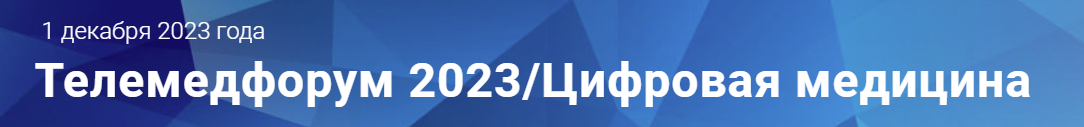 1 декабря 2023 года
Телемедфорум 2023/Цифровая медицина